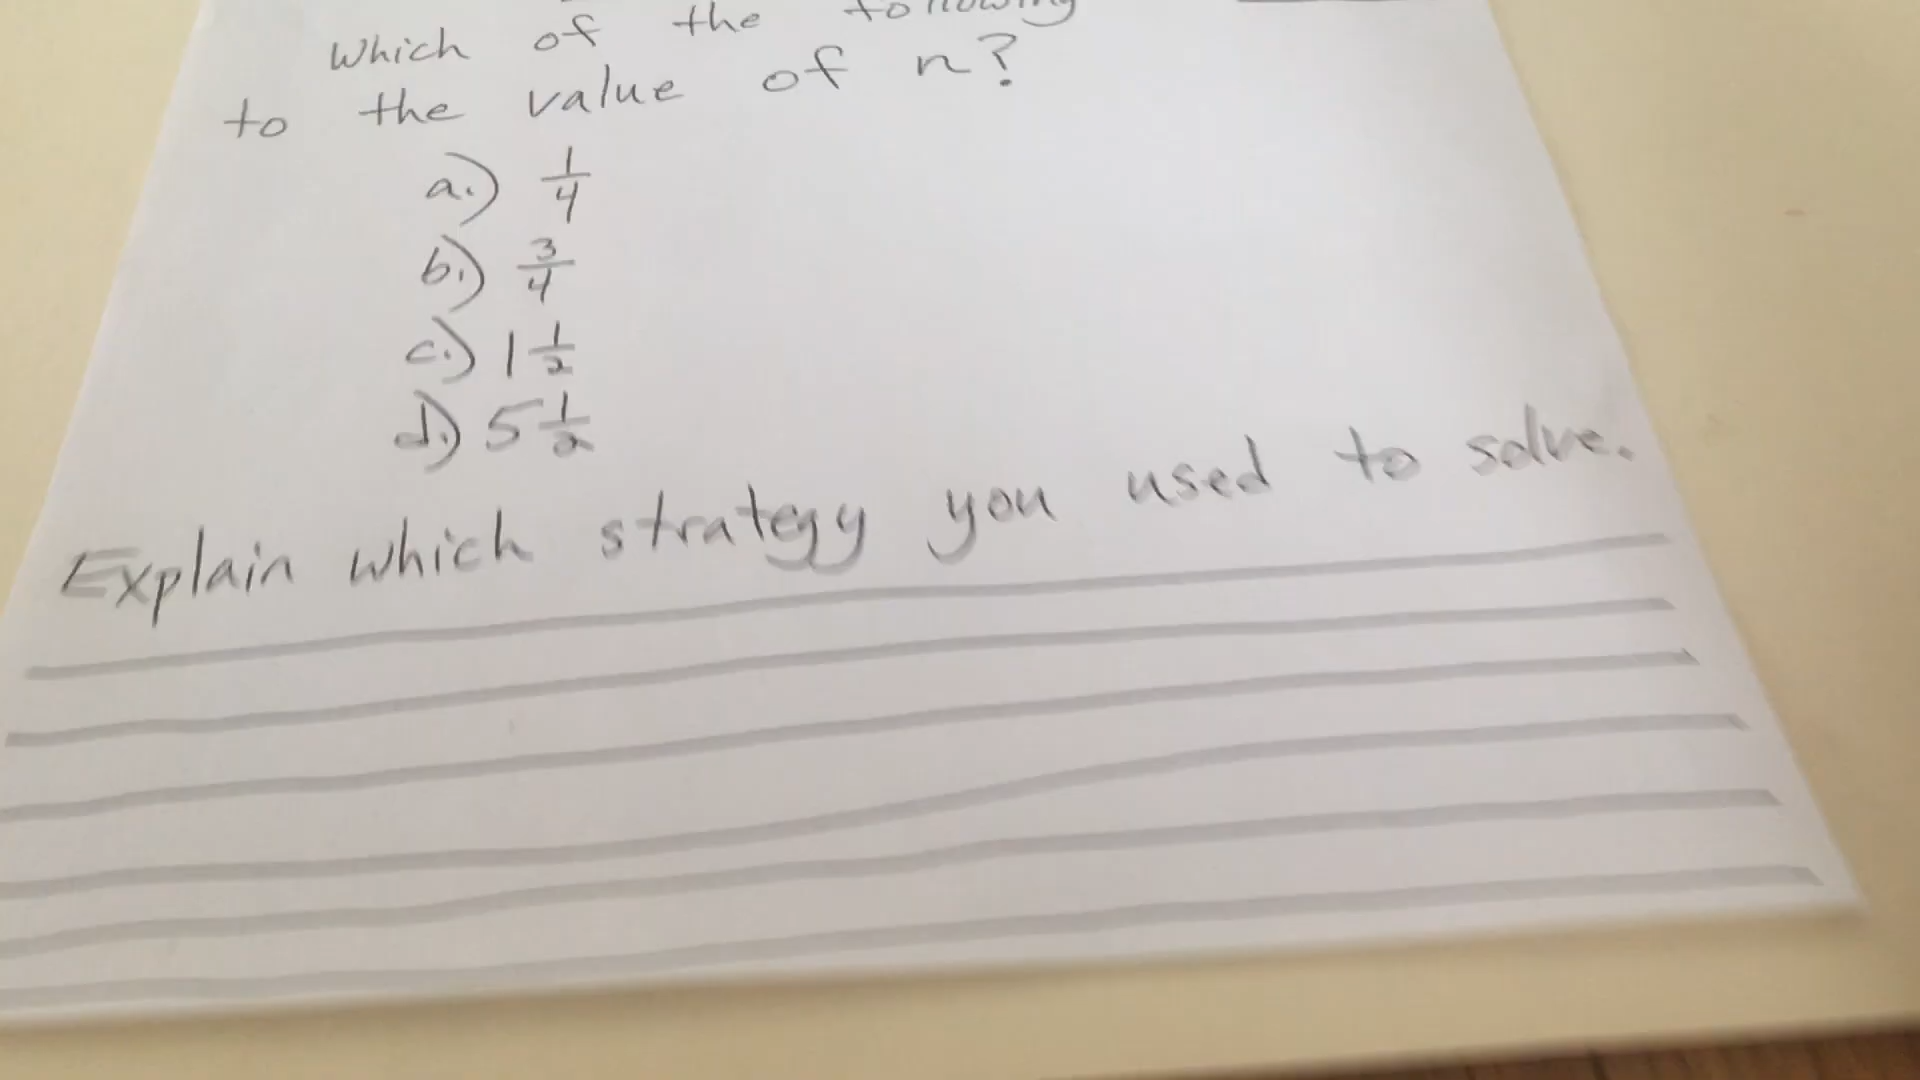 Which of the following
to the value of n?
a.) 1/4
b.) 3/4
c.) 1 1/2
d.) 5 1/2
Explain which strategy you used to solve.